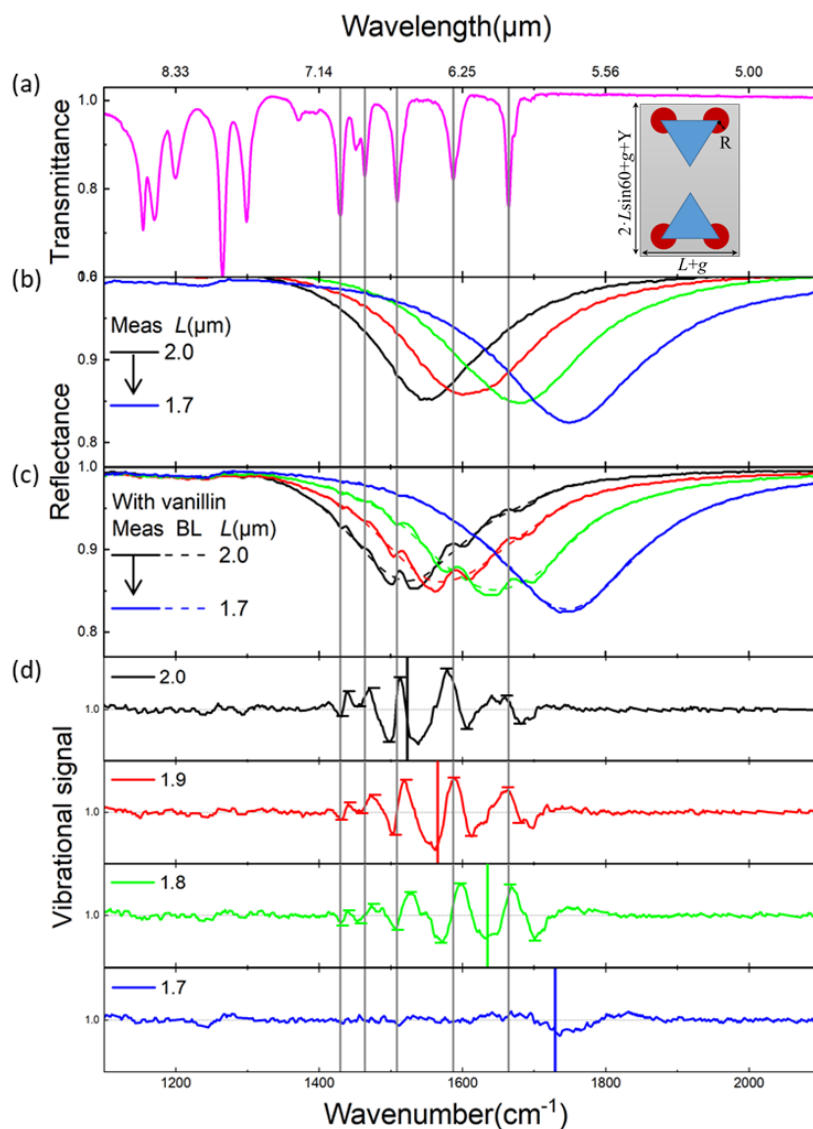 Wavelength(μm)
8.33 7.14 6.25 5.56 5.00
(a)
Transmittance
1.0
0.8
0.6
R
2·Lsin60+g+Y
L+g
(b)
Reflectance
1.0
0.9
0.8
Meas L(μm)
2.0
1.7
(c)
1.0
0.9
0.8
With vanillin
Meas BL L(μm)
2.0
1.7
(d)
Vibrational signal
2.0
1.0
1.9
1.0
1.8
1.0
1.7
1.0
1200 1400 1600 1800 2000
Wavenumber(cm⁻¹)